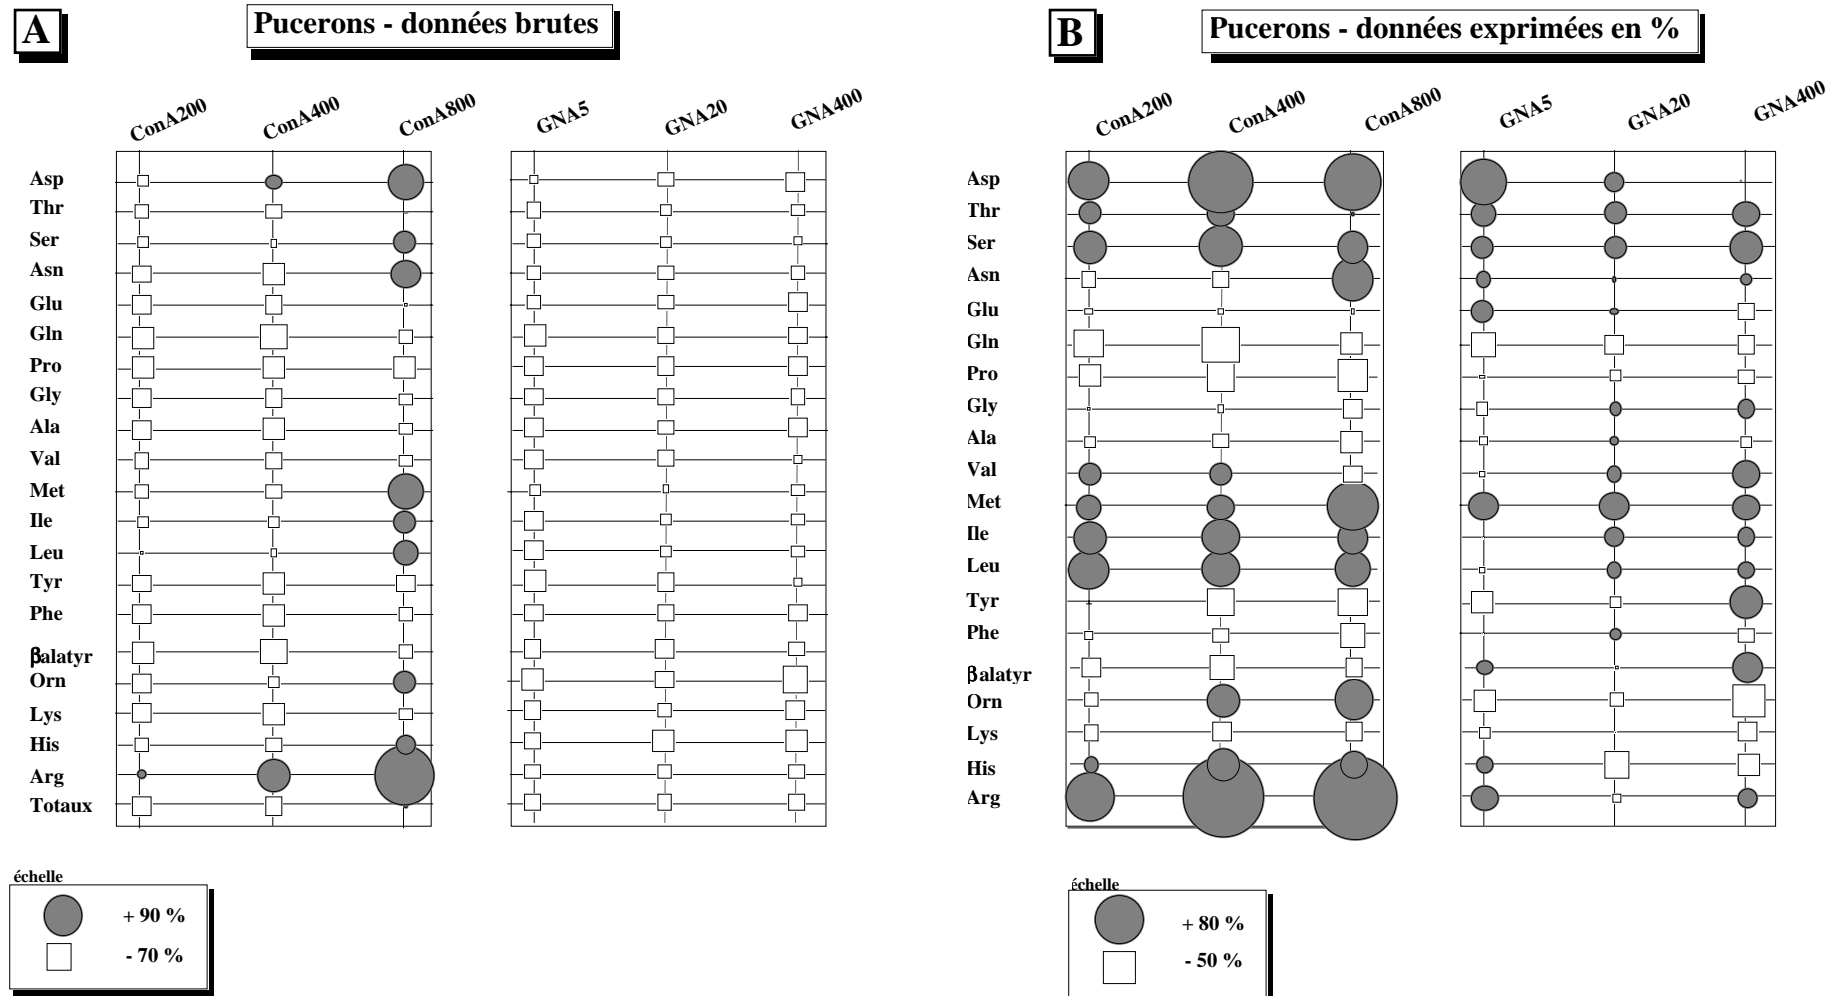 A
Pucerons - données brutes
ConA200
ConA400
ConA800
GNA5
GNA20
GNA400
Asp
Thr
Ser
Asn
Glu
Gln
Pro
Gly
Ala
Val
Met
Ile
Leu
Tyr
Phe
βalatyr
Orn
Lys
His
Arg
Totaux
échelle
+ 90 %
- 70 %
B
Pucerons - données exprimées en %
ConA200
ConA400
ConA800
GNA5
GNA20
GNA400
Asp
Thr
Ser
Asn
Glu
Gln
Pro
Gly
Ala
Val
Met
Ile
Leu
Tyr
Phe
βalatyr
Orn
Lys
His
Arg
échelle
+ 80 %
- 50 %